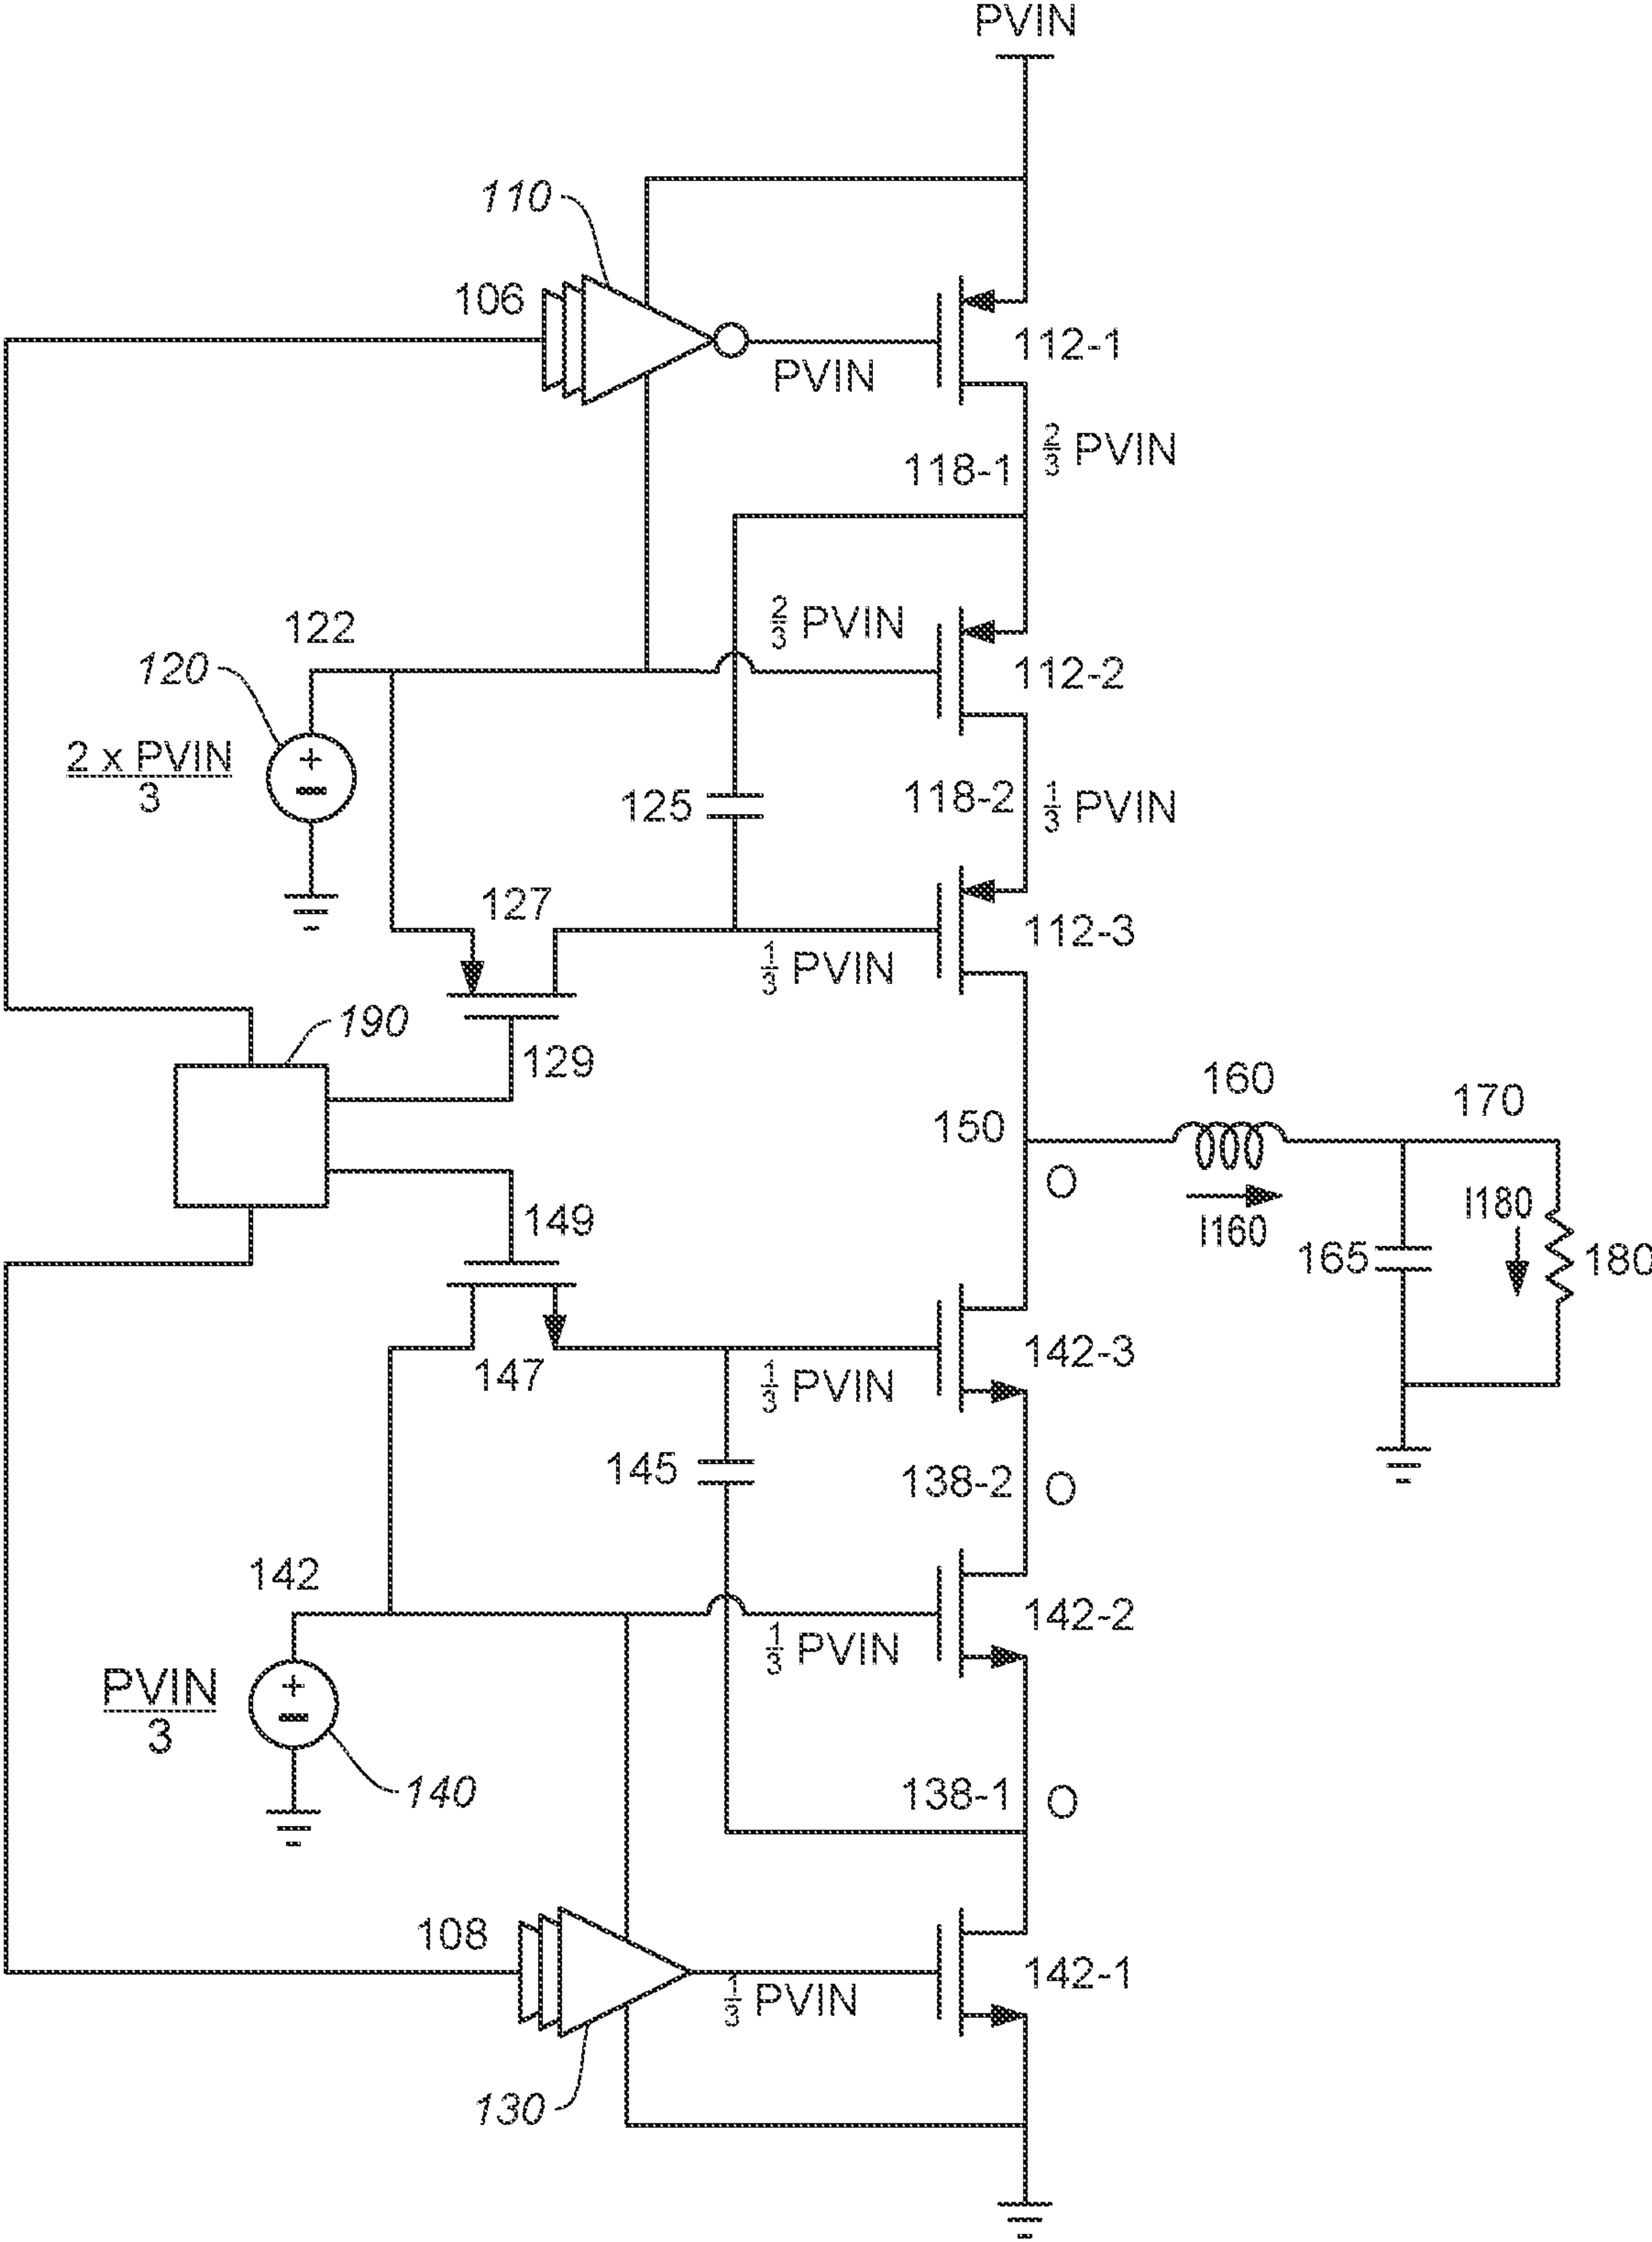 PVIN
110
106
PVIN
112-1
2/3 PVIN
118-1
122
2/3 PVIN
112-2
120
+
2 x PVIN
3
125
118-2
1/3 PVIN
127
112-3
1/3 PVIN
190
129
160
170
150
O
I160
I180
149
165
180
147
1/3 PVIN
142-3
145
138-2
O
142
142-2
1/3 PVIN
+
PVIN
3
140
138-1
O
108
142-1
1/3 PVIN
130